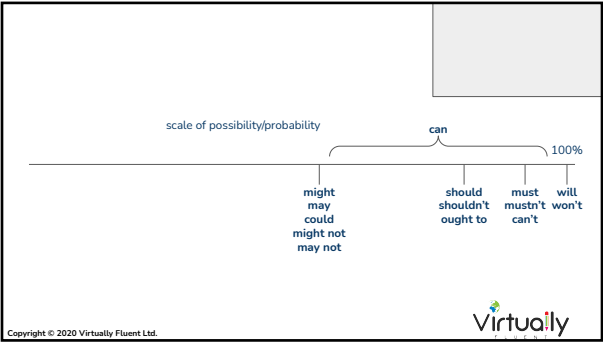 scale of possibility/probability
can
100%
might
may
could
might not
may not
should
shouldn't
ought to
must
mustn't
can't
will
won't
Virtually
FLUENT
Copyright © 2020 Virtually Fluent Ltd.